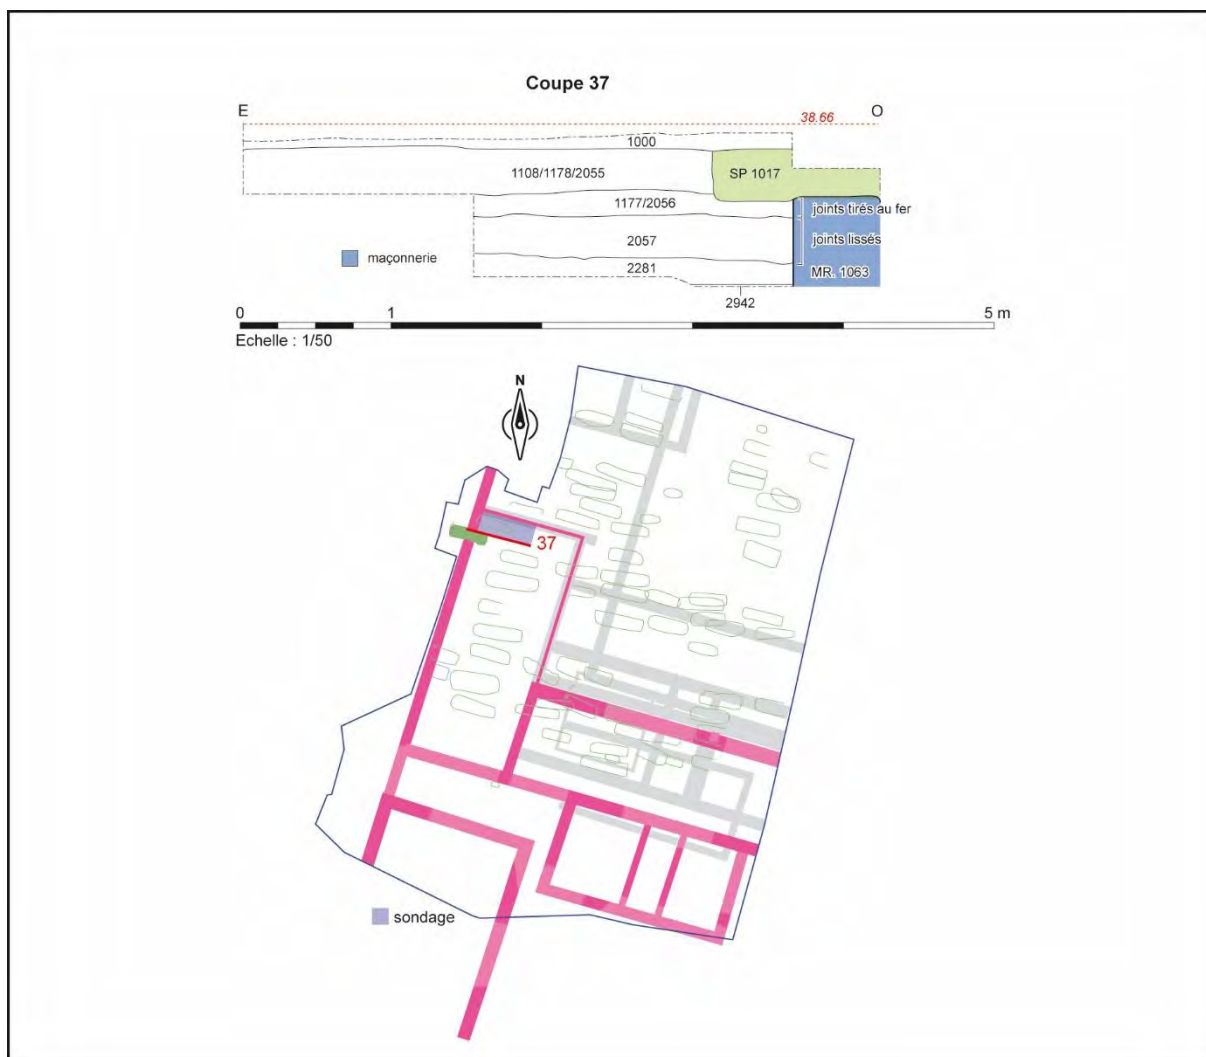 Coupe 37
E
O
38.66
1000
1108/1178/2055
SP 1017
1177/2056
joints tirés au fer
2057
joints lissés
maçonnerie
2281
MR. 1063
2942
0
1
5 m
Echelle : 1/50
N
37
sondage